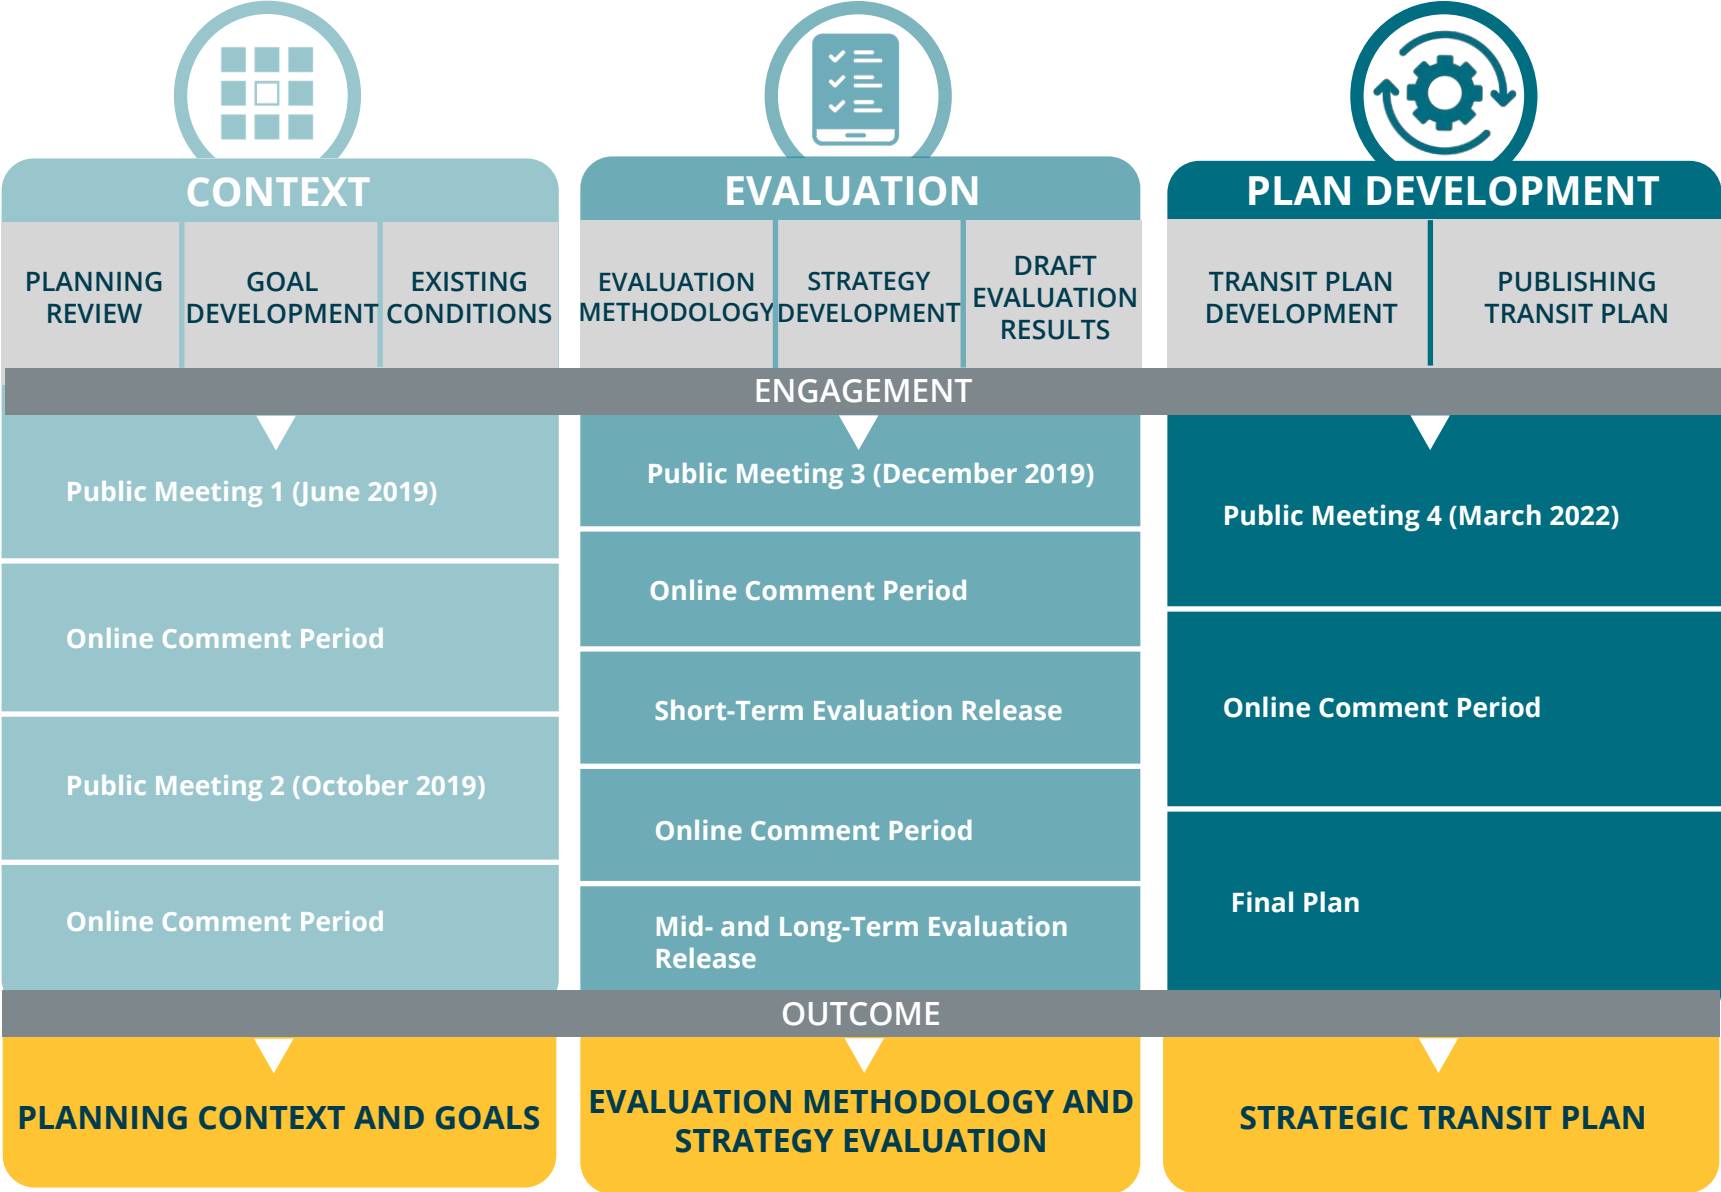 CONTEXT
PLANNING
REVIEW
GOAL
DEVELOPMENT
EXISTING
CONDITIONS
EVALUATION
EVALUATION
METHODOLOGY
STRATEGY
DEVELOPMENT
DRAFT
EVALUATION
RESULTS
PLAN DEVELOPMENT
TRANSIT PLAN
DEVELOPMENT
PUBLISHING
TRANSIT PLAN
ENGAGEMENT
Public Meeting 1 (June 2019)
Online Comment Period
Public Meeting 2 (October 2019)
Online Comment Period
Public Meeting 3 (December 2019)
Online Comment Period
Short-Term Evaluation Release
Online Comment Period
Mid- and Long-Term Evaluation
Release
Public Meeting 4 (March 2022)
Online Comment Period
Final Plan
OUTCOME
PLANNING CONTEXT AND GOALS
EVALUATION METHODOLOGY AND
STRATEGY EVALUATION
STRATEGIC TRANSIT PLAN